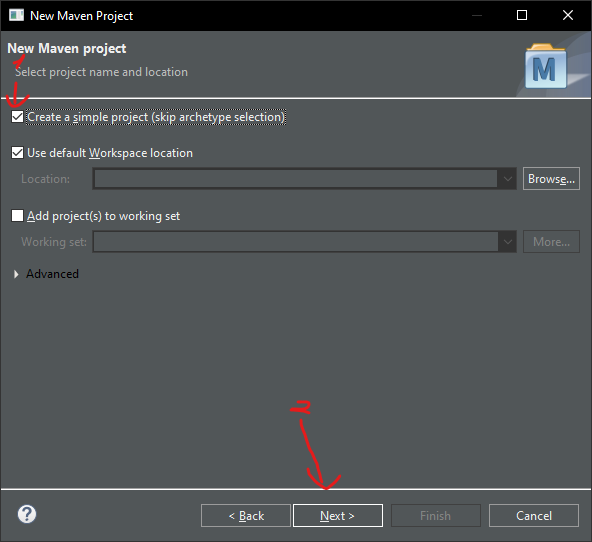 New Maven Project
New Maven project
1
Select project name and location
M
Create a simple project (skip archetype selection)
Use default Workspace location
Location:
Browse...
Add project(s) to working set
Working set:
More...
Advanced
2
?
< Back
Next >
Finish
Cancel